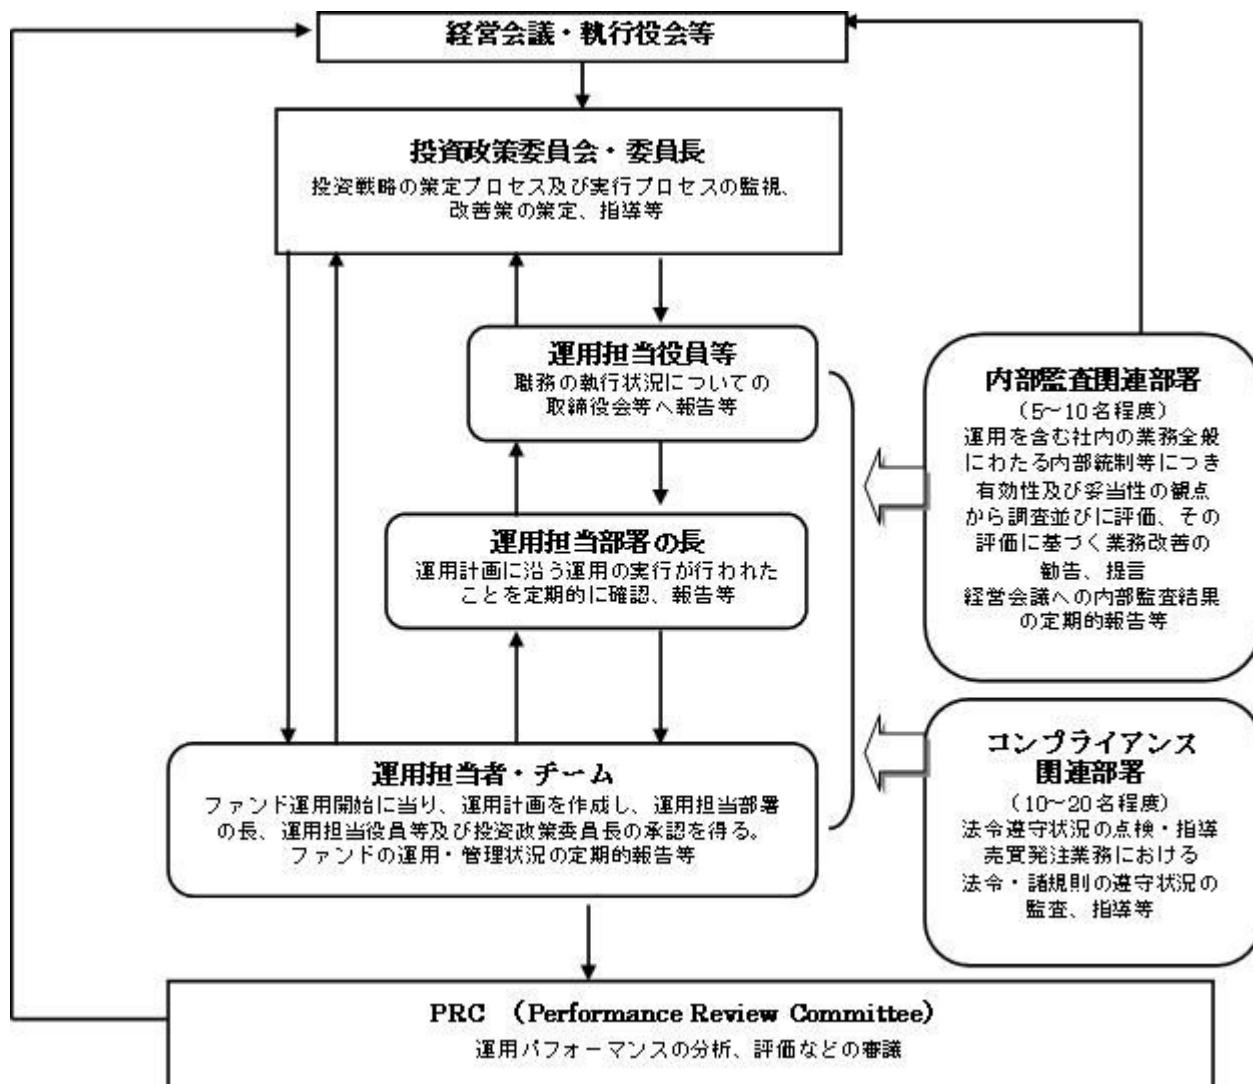 経営会議・執行役会等
投資政策委員会・委員長
投資戦略の策定プロセス及び実行プロセスの監視、
改善策の策定、指導等
運用担当役員等
職務の執行状況についての
取締役会等へ報告等
運用担当部署の長
運用計画に沿う運用の実行が行われた
ことを定期的に確認、報告等
運用担当者・チーム
ファンド運用開始に当り、運用計画を作成し、運用担当部署
の長、運用担当役員等及び投資政策委員長の承認を得る。
ファンドの運用・管理状況の定期的報告等
内部監査関連部署
（5～10名程度）
運用を含む社内の業務全般
にわたる内部統制等につき
有効性及び妥当性の観点
から調査並びに評価、その
評価に基づく業務改善の
勧告、提言
経営会議への内部監査結果
の定期的報告等
コンプライアンス
関連部署
（10～20名程度）
法令遵守状況の点検・指導
売買発注業務における
法令・諸規則の遵守状況の
監査、指導等
PRC （Performance Review Committee）
運用パフォーマンスの分析、評価などの審議